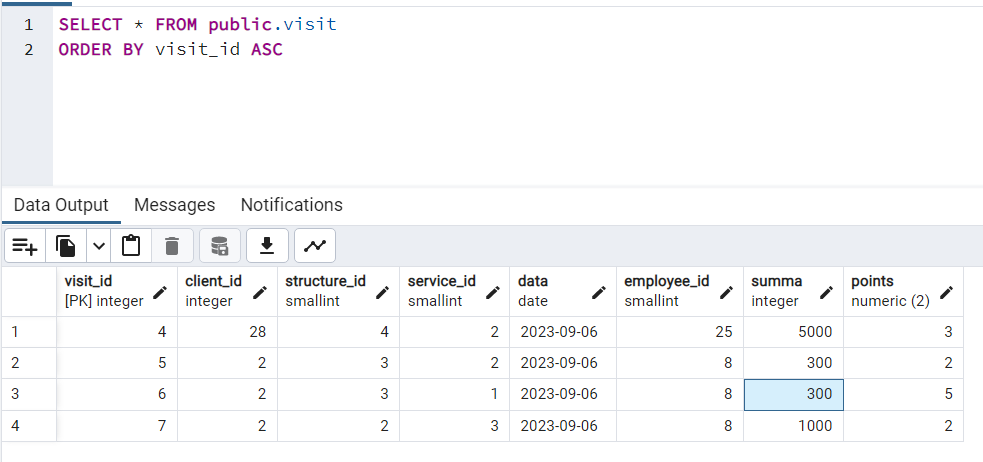 1 SELECT * FROM public.visit
2 ORDER BY visit_id ASC
Data Output Messages Notifications
visit_id client_id structure_id service_id data employee_id summa points
[PK] integer integer smallint smallint date smallint integer numeric (2)
1 4 28 4 2 2023-09-06 25 5000 3
2 5 2 3 2 2023-09-06 8 300 2
3 6 2 3 1 2023-09-06 8 300 5
4 7 2 2 3 2023-09-06 8 1000 2